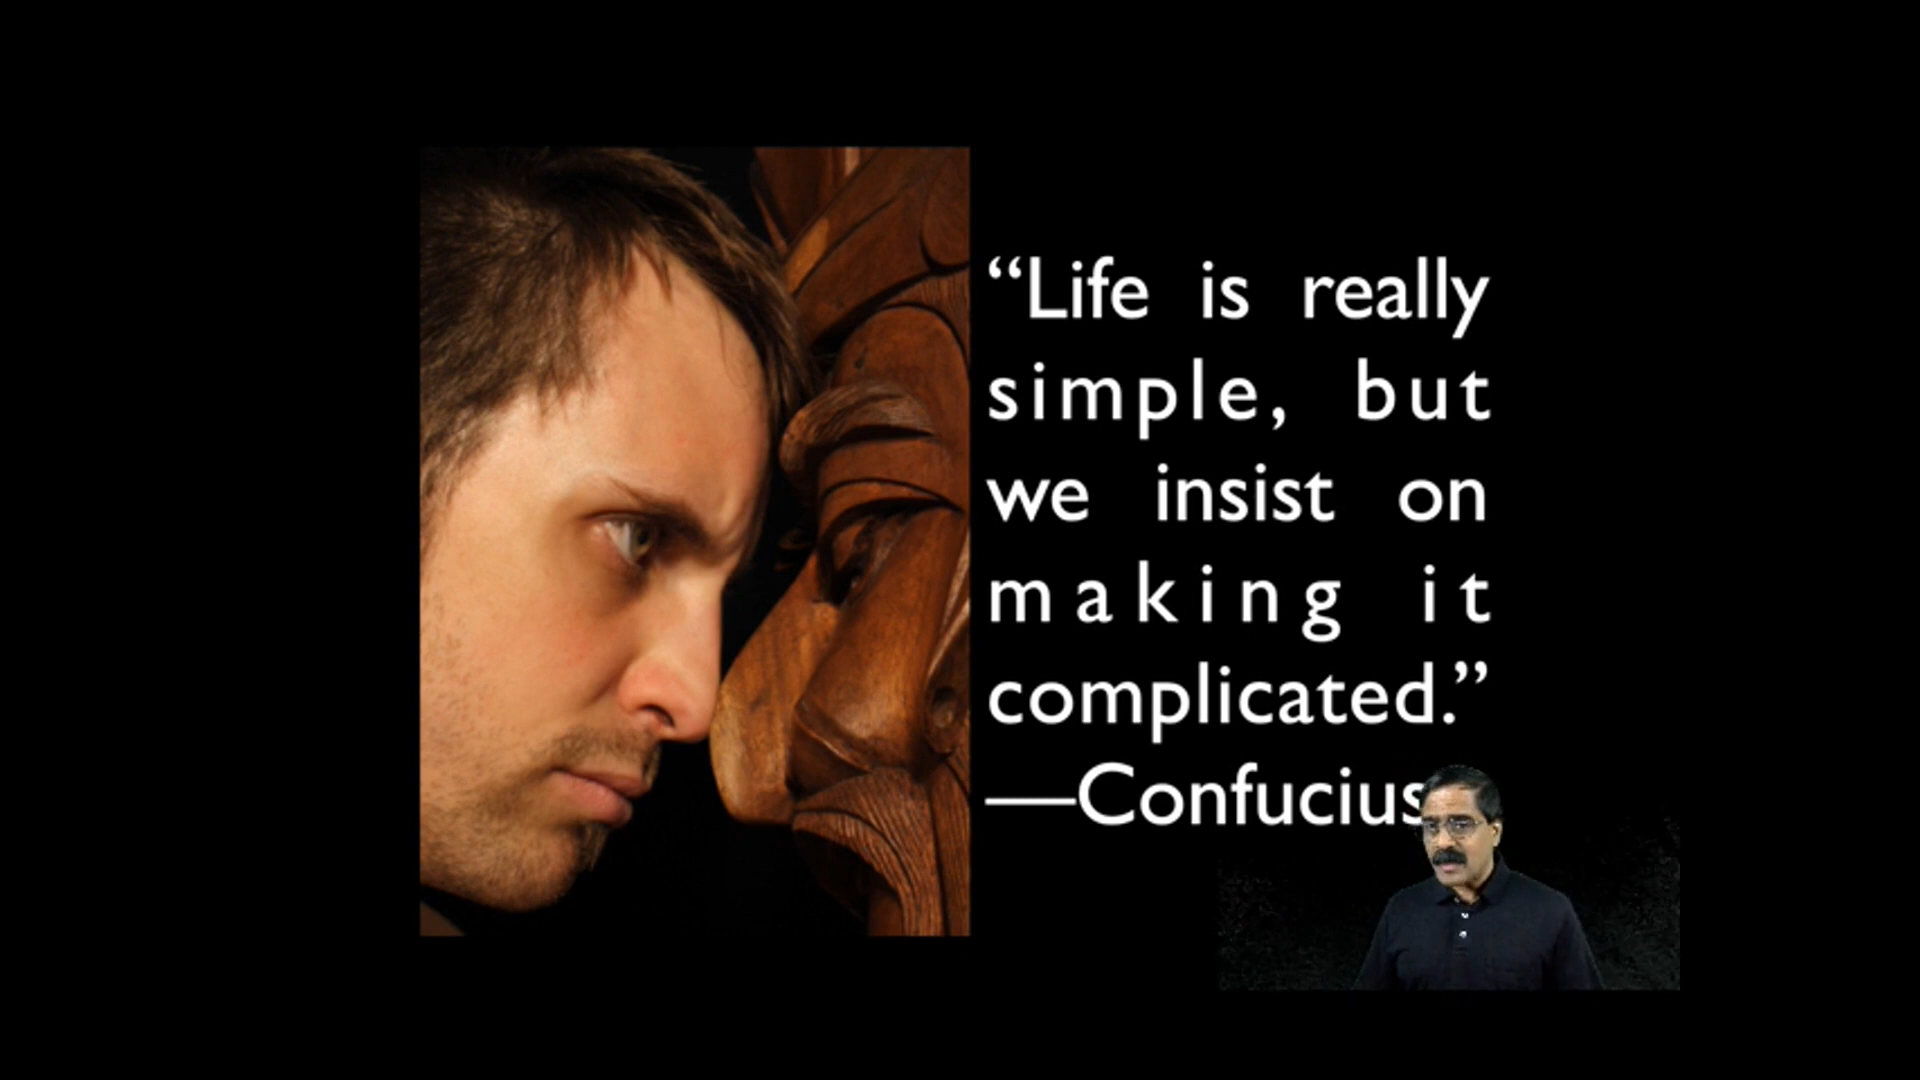 “Life is really
simple, but
we insist on
making it
complicated.”
—Confucius